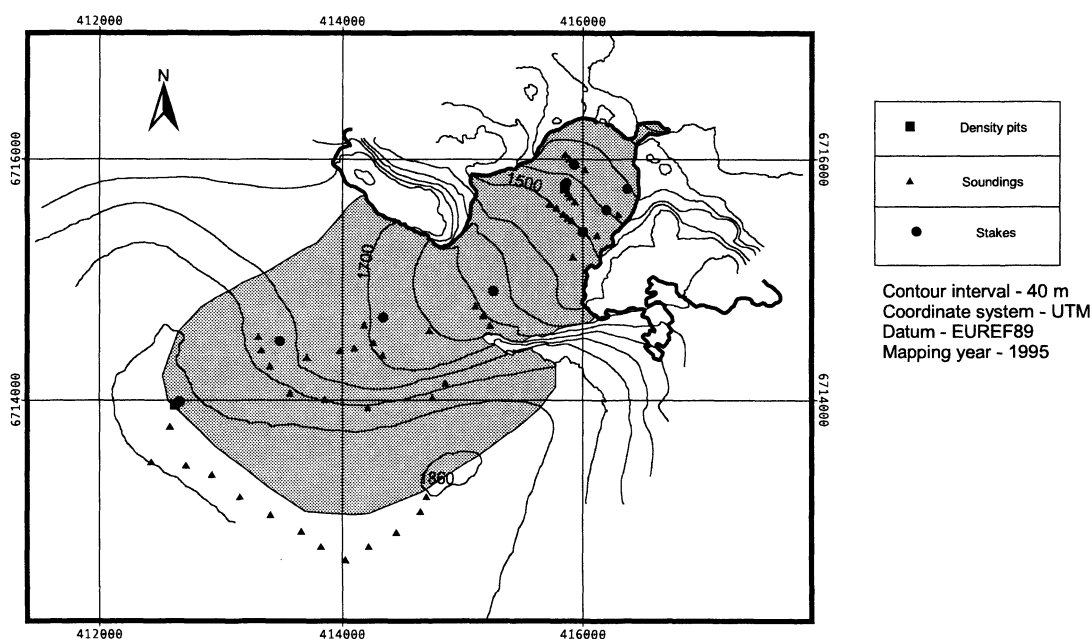 412000 414000 416000
N
6716000
6716000
1500
1700
6714000
6714000
1860
412000 414000 416000
Density pits
Soundings
Stakes
Contour interval - 40 m
Coordinate system - UTM
Datum - EUREF89
Mapping year - 1995